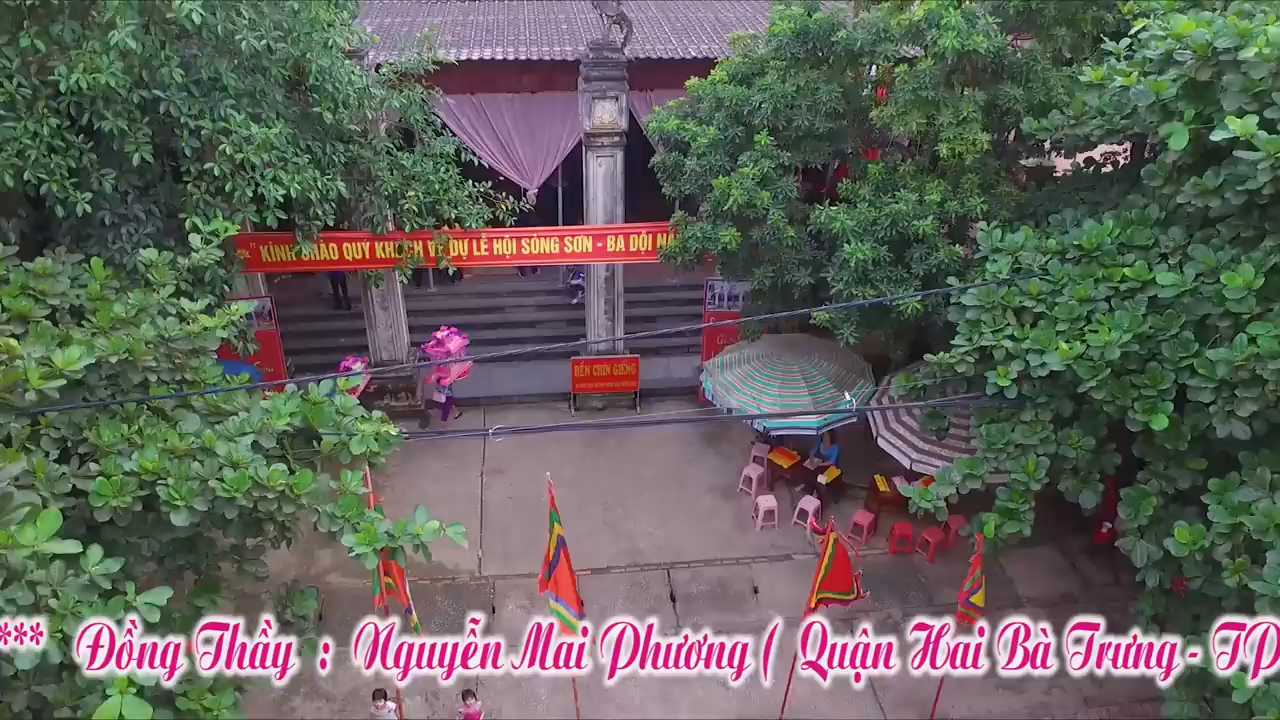 " KÍNH CHÀO QUÝ KHÁCH VỀ DỰ LỄ HỘI SÒNG SƠN - BA DỘI
ĐỀN CHÍN GIẾNG
*** Đồng Thầy : Nguyễn Mai Phương ( Quận Hai Bà Trưng - TP